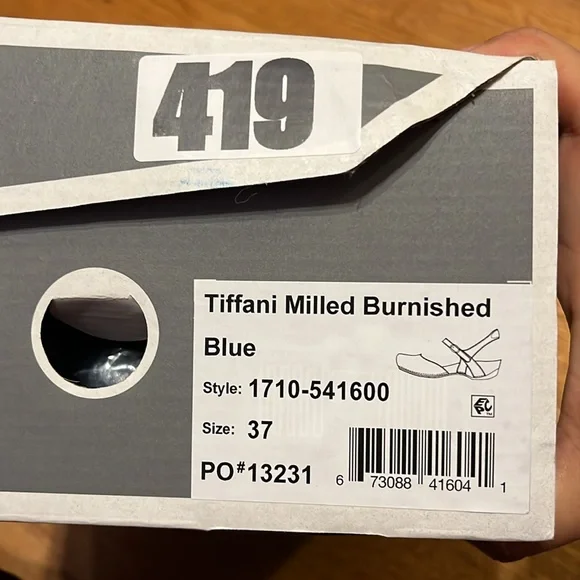 419
Tiffani Milled Burnished
Blue
Style: 1710-541600
Size: 37
PO#13231
6 73088 41604 1